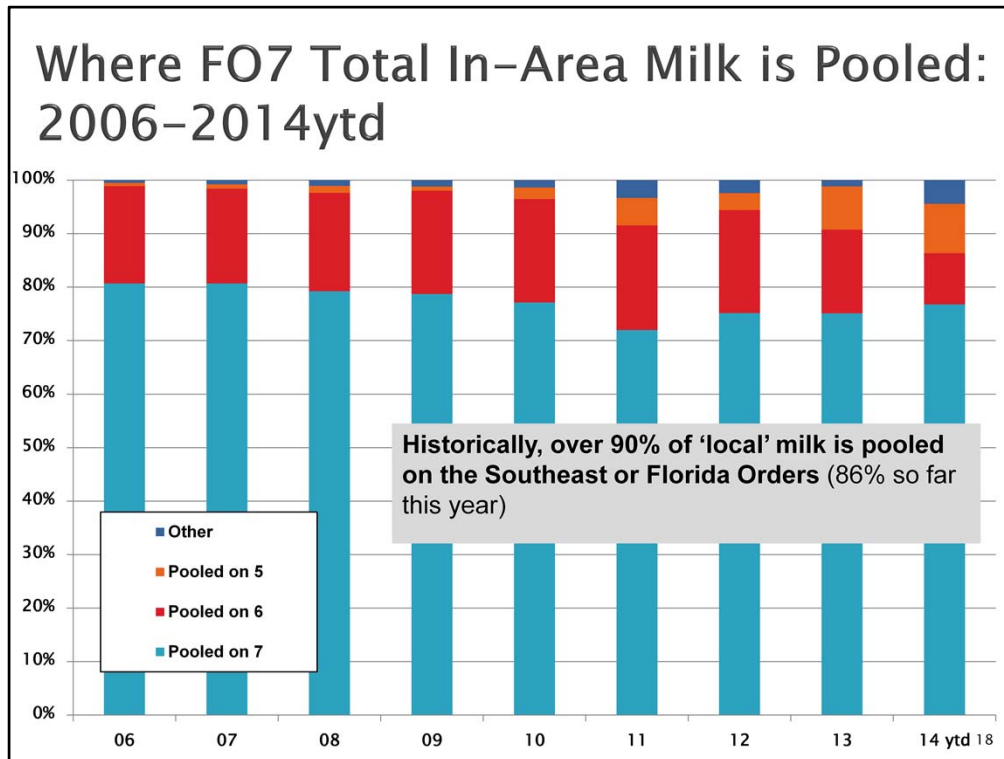 Where FO7 Total In-Area Milk is Pooled:
2006-2014ytd
100%
90%
80%
70%
60%
50%
40%
30%
20%
10%
0%
Historically, over 90% of ‘local’ milk is pooled
on the Southeast or Florida Orders (86% so far
this year)
Other
Pooled on 5
Pooled on 6
Pooled on 7
06 07 08 09 10 11 12 13 14 ytd 18